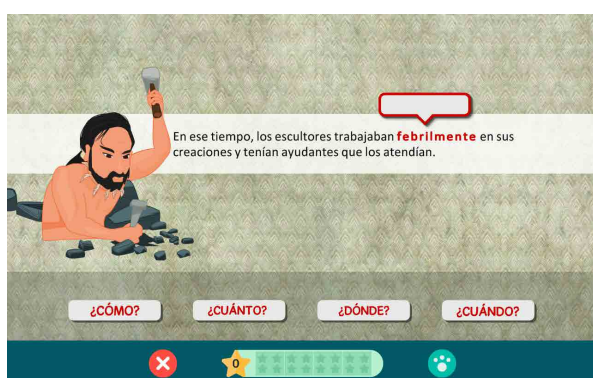 En ese tiempo, los escultores trabajaban febrilmente en sus
creaciones y tenían ayudantes que los atendían.
¿CÓMO?
¿CUÁNTO?
¿DÓNDE?
¿CUÁNDO?
0